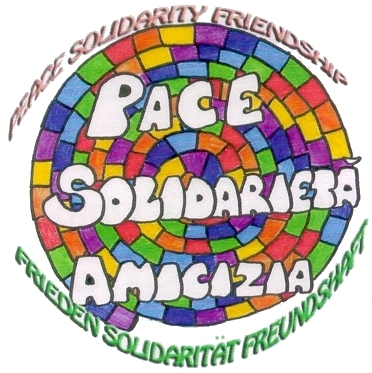 PEACE SOLIDARITY FRIENDSHIP
PACE
SOLIDARIETÀ
AMICIZIA
FRIEDEN SOLIDARITÄT FREUNDSHAFT